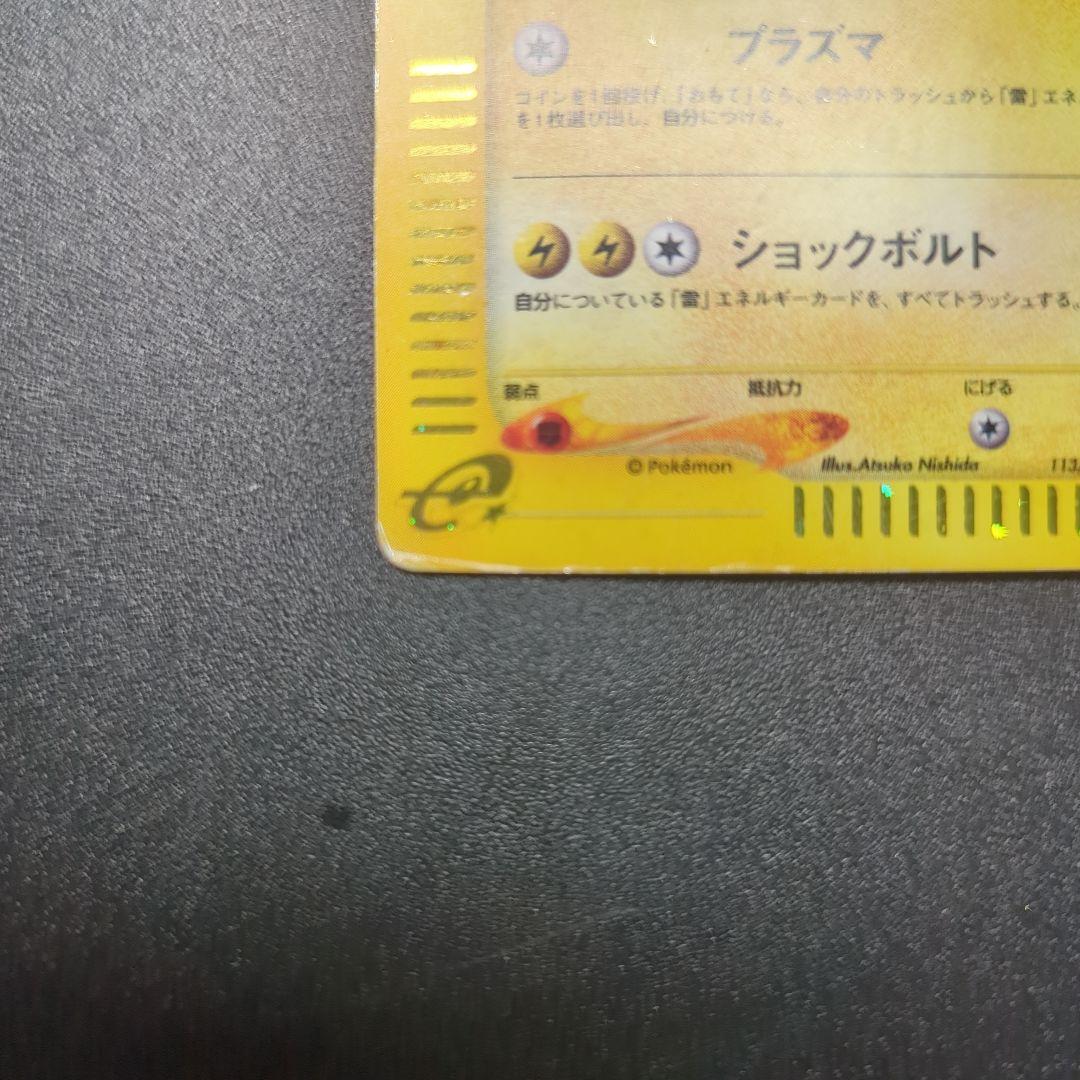 プラズマ
コインを1回投げ、「おもて」なら、自分のトラッシュから「雷」エネ
を1枚選び出し、自分につける。
ショックボルト
自分についている「雷」エネルギーカードを、すべてトラッシュする。
弱点 抵抗力 にげる
© Pokémon Illus. Atsuko Nishida 113
e